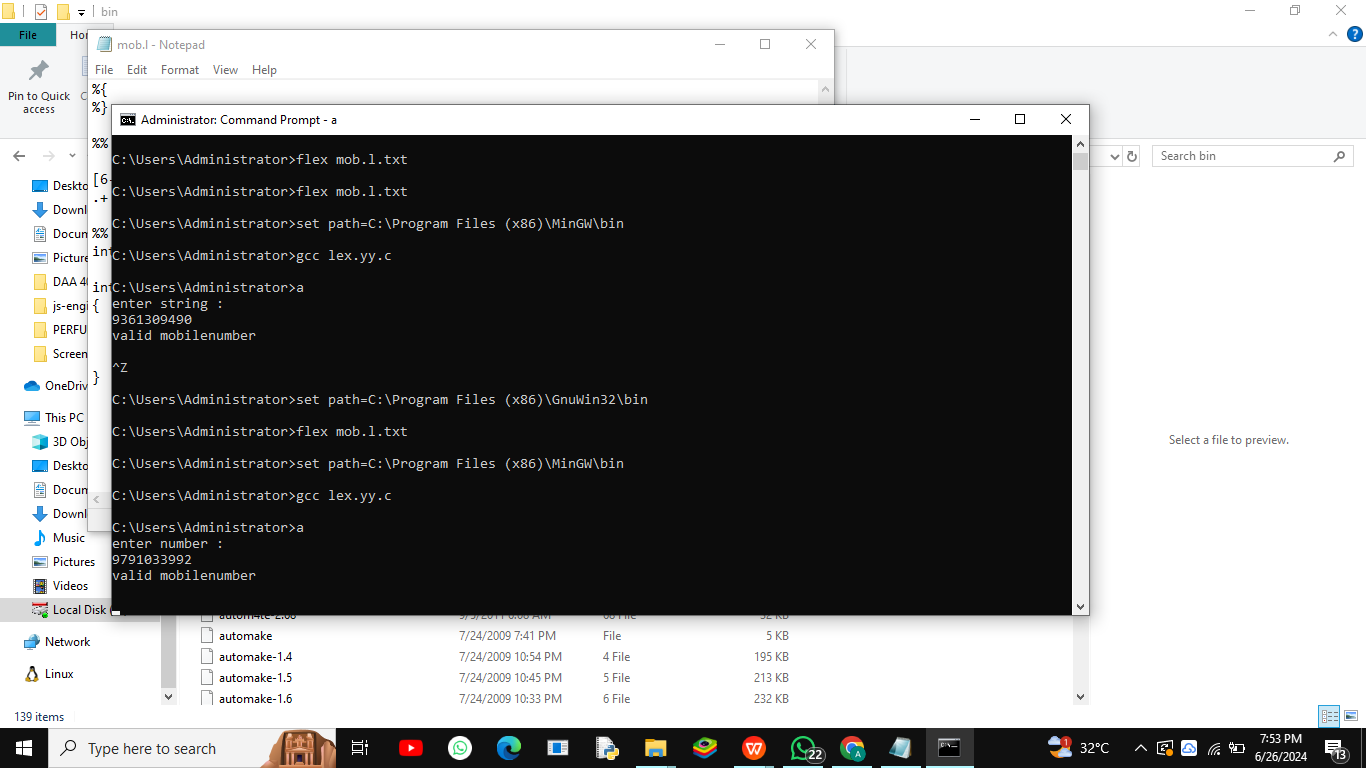 bin
File
Ho
mob.l - Notepad
File Edit Format View Help
%{
%}
%%
[6-
.+
%%
int
int
{
}
Pin to Quick
access
Administrator: Command Prompt - a
C:\Users\Administrator>flex mob.l.txt
C:\Users\Administrator>flex mob.l.txt
C:\Users\Administrator>set path=C:\Program Files (x86)\MinGW\bin
C:\Users\Administrator>gcc lex.yy.c
C:\Users\Administrator>a
enter string :
9361309490
valid mobilenumber
^Z
C:\Users\Administrator>set path=C:\Program Files (x86)\GnuWin32\bin
C:\Users\Administrator>flex mob.l.txt
C:\Users\Administrator>set path=C:\Program Files (x86)\MinGW\bin
C:\Users\Administrator>gcc lex.yy.c
C:\Users\Administrator>a
enter number :
9791033992
valid mobilenumber
Search bin
Deskto
Downl
Docum
Picture
DAA 40
js-engi
PERFU
Screen
OneDriv
This PC
3D Obj
Deskto
Docum
Downl
Music
Pictures
Videos
Local Disk (
Network
Linux
Select a file to preview.
automake 7/24/2009 7:41 PM File 5 KB
automake-1.4 7/24/2009 10:54 PM 4 File 195 KB
automake-1.5 7/24/2009 10:45 PM 5 File 213 KB
automake-1.6 7/24/2009 10:33 PM 6 File 232 KB
139 items
Type here to search
22
A
1
32°C
7:53 PM
6/26/2024
13